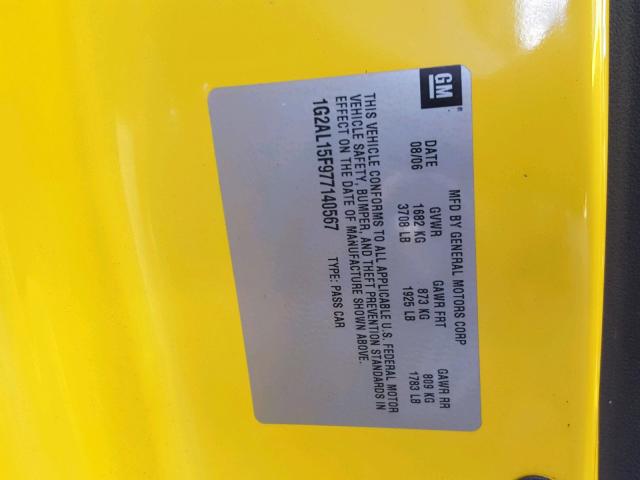 GM
MFD BY GENERAL MOTORS CORP
DATE GVWR GAWR FRT GAWR RR
08/06 1682 KG 873 KG 809 KG
3708 LB 1925 LB 1783 LB
THIS VEHICLE CONFORMS TO ALL APPLICABLE U.S. FEDERAL MOTOR
VEHICLE SAFETY, BUMPER, AND THEFT PREVENTION STANDARDS IN
EFFECT ON THE DATE OF MANUFACTURE SHOWN ABOVE.
1G2AL15F977140567 TYPE: PASS CAR